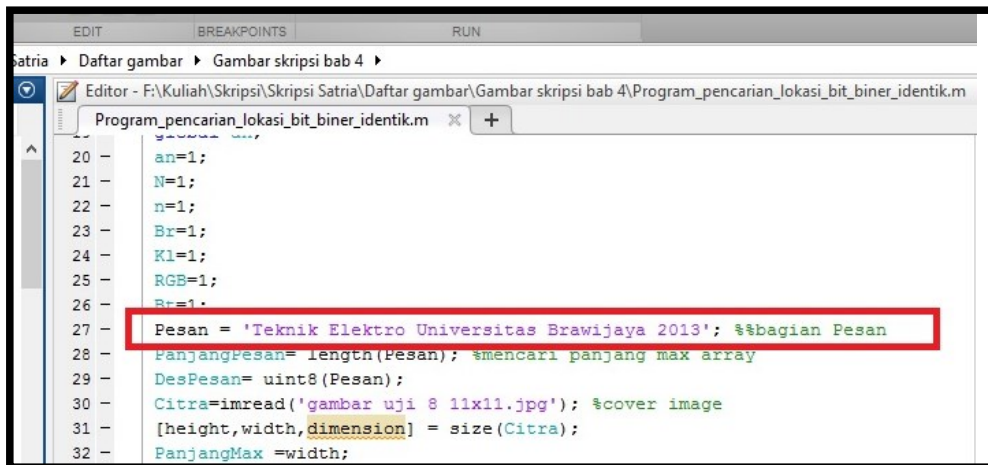 EDIT BREAKPOINTS RUN
Satria ▸ Daftar gambar ▸ Gambar skripsi bab 4 ▸
Editor - F:\Kuliah\Skripsi\Skripsi Satria\Daftar gambar\Gambar skripsi bab 4\Program_pencarian_lokasi_bit_biner_identik.m
Program_pencarian_lokasi_bit_biner_identik.m × +
19 global an;
20 - an=1;
21 - N=1;
22 - n=1;
23 - Br=1;
24 - Kl=1;
25 - RGB=1;
26 - Bt=1;
27 - Pesan = 'Teknik Elektro Universitas Brawijaya 2013'; %%bagian Pesan
28 - PanjangPesan= length(Pesan); %mencari panjang max array
29 - DesPesan= uint8(Pesan);
30 - Citra=imread('gambar uji 8 11x11.jpg'); %cover image
31 - [height,width,dimension] = size(Citra);
32 - PanjangMax =width;